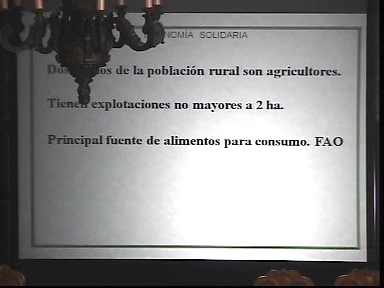 NOMÍA SOLIDARIA
Dos de la población rural son agricultores.
Tienen explotaciones no mayores a 2 ha.
Principal fuente de alimentos para consumo. FAO